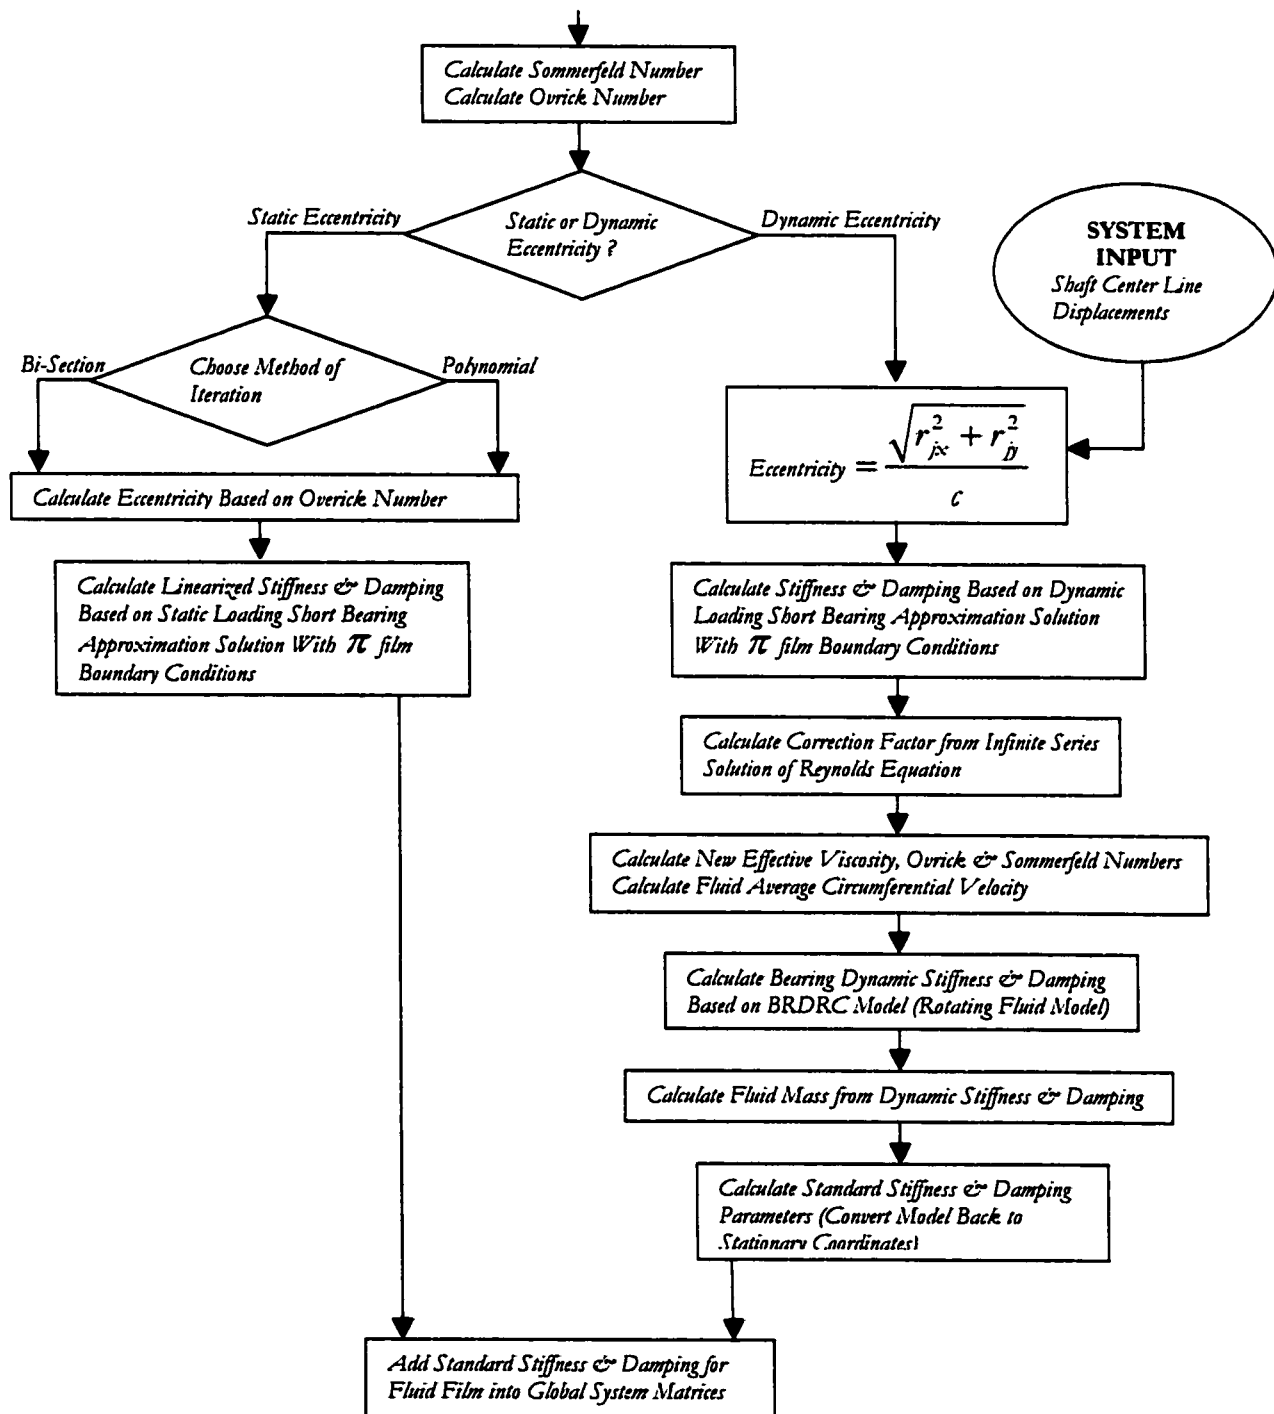 Calculate Sommerfeld Number
Calculate Ovrick Number
Static Eccentricity
Static or Dynamic
Eccentricity ?
Dynamic Eccentricity
SYSTEM
INPUT
Shaft Center Line
Displacements
Bi-Section
Choose Method of
Iteration
Polynomial
Eccentricity = √(r²jx + r²jy) / c
Calculate Eccentricity Based on Overick Number
Calculate Linearized Stiffness & Damping
Based on Static Loading Short Bearing
Approximation Solution With π film
Boundary Conditions
Calculate Stiffness & Damping Based on Dynamic
Loading Short Bearing Approximation Solution
With π film Boundary Conditions
Calculate Correction Factor from Infinite Series
Solution of Reynolds Equation
Calculate New Effective Viscosity, Ovrick & Sommerfeld Numbers
Calculate Fluid Average Circumferential Velocity
Calculate Bearing Dynamic Stiffness & Damping
Based on BRDRC Model (Rotating Fluid Model)
Calculate Fluid Mass from Dynamic Stiffness & Damping
Calculate Standard Stiffness & Damping
Parameters (Convert Model Back to
Stationary Coordinates)
Add Standard Stiffness & Damping for
Fluid Film into Global System Matrices